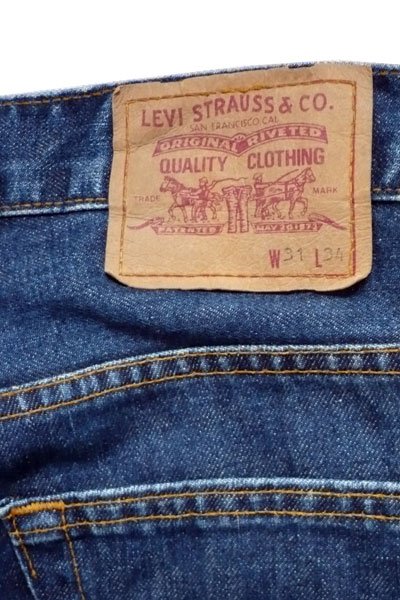 LEVI STRAUSS & CO.
SAN FRANCISCO CAL
ORIGINAL RIVETED
QUALITY CLOTHING
TRADE MARK
PATENTED MAY 20 1873
W31 L34